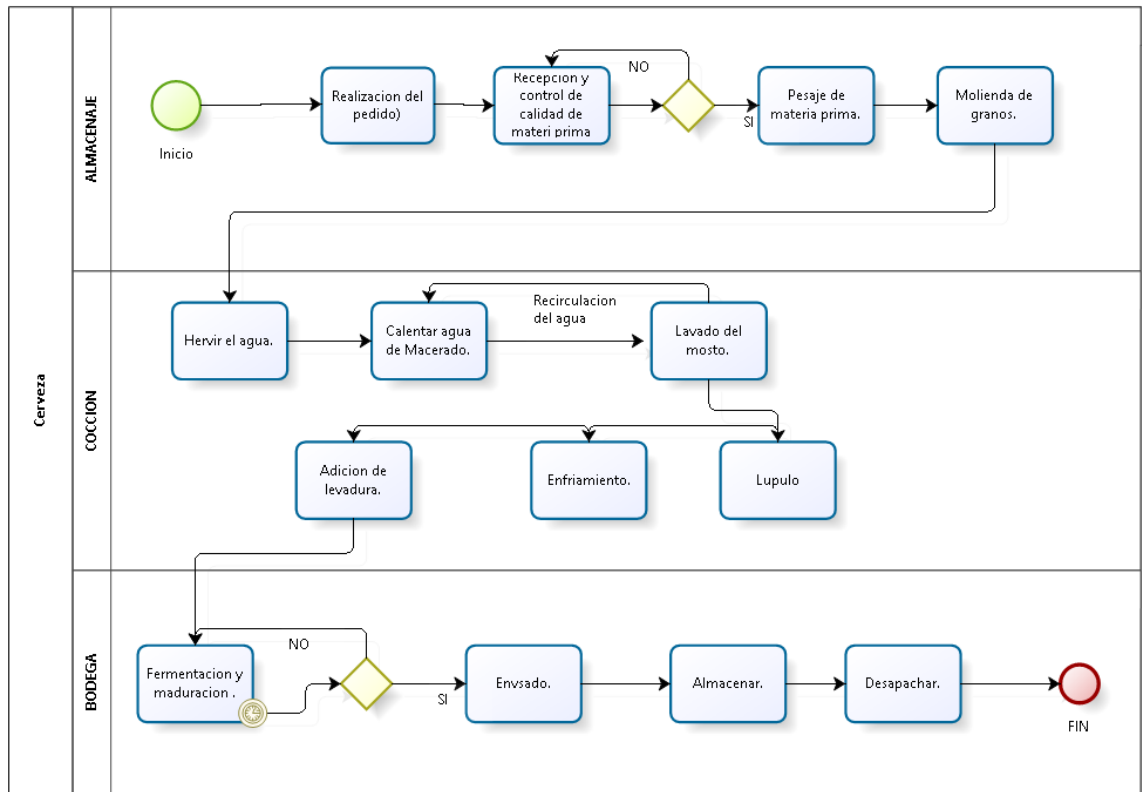 Cerveza
ALMACENAJE
Inicio
Realizacion del
pedido)
Recepcion y
control de
calidad de
materi prima
NO
SI
Pesaje de
materia prima.
Molienda de
granos.
COCCION
Hervir el agua.
Calentar agua
de Macerado.
Recirculacion
del agua
Lavado del
mosto.
Adicion de
levadura.
Enfriamiento.
Lupulo
BODEGA
Fermentacion y
maduracion .
NO
SI
Envsado.
Almacenar.
Desapachar.
FIN